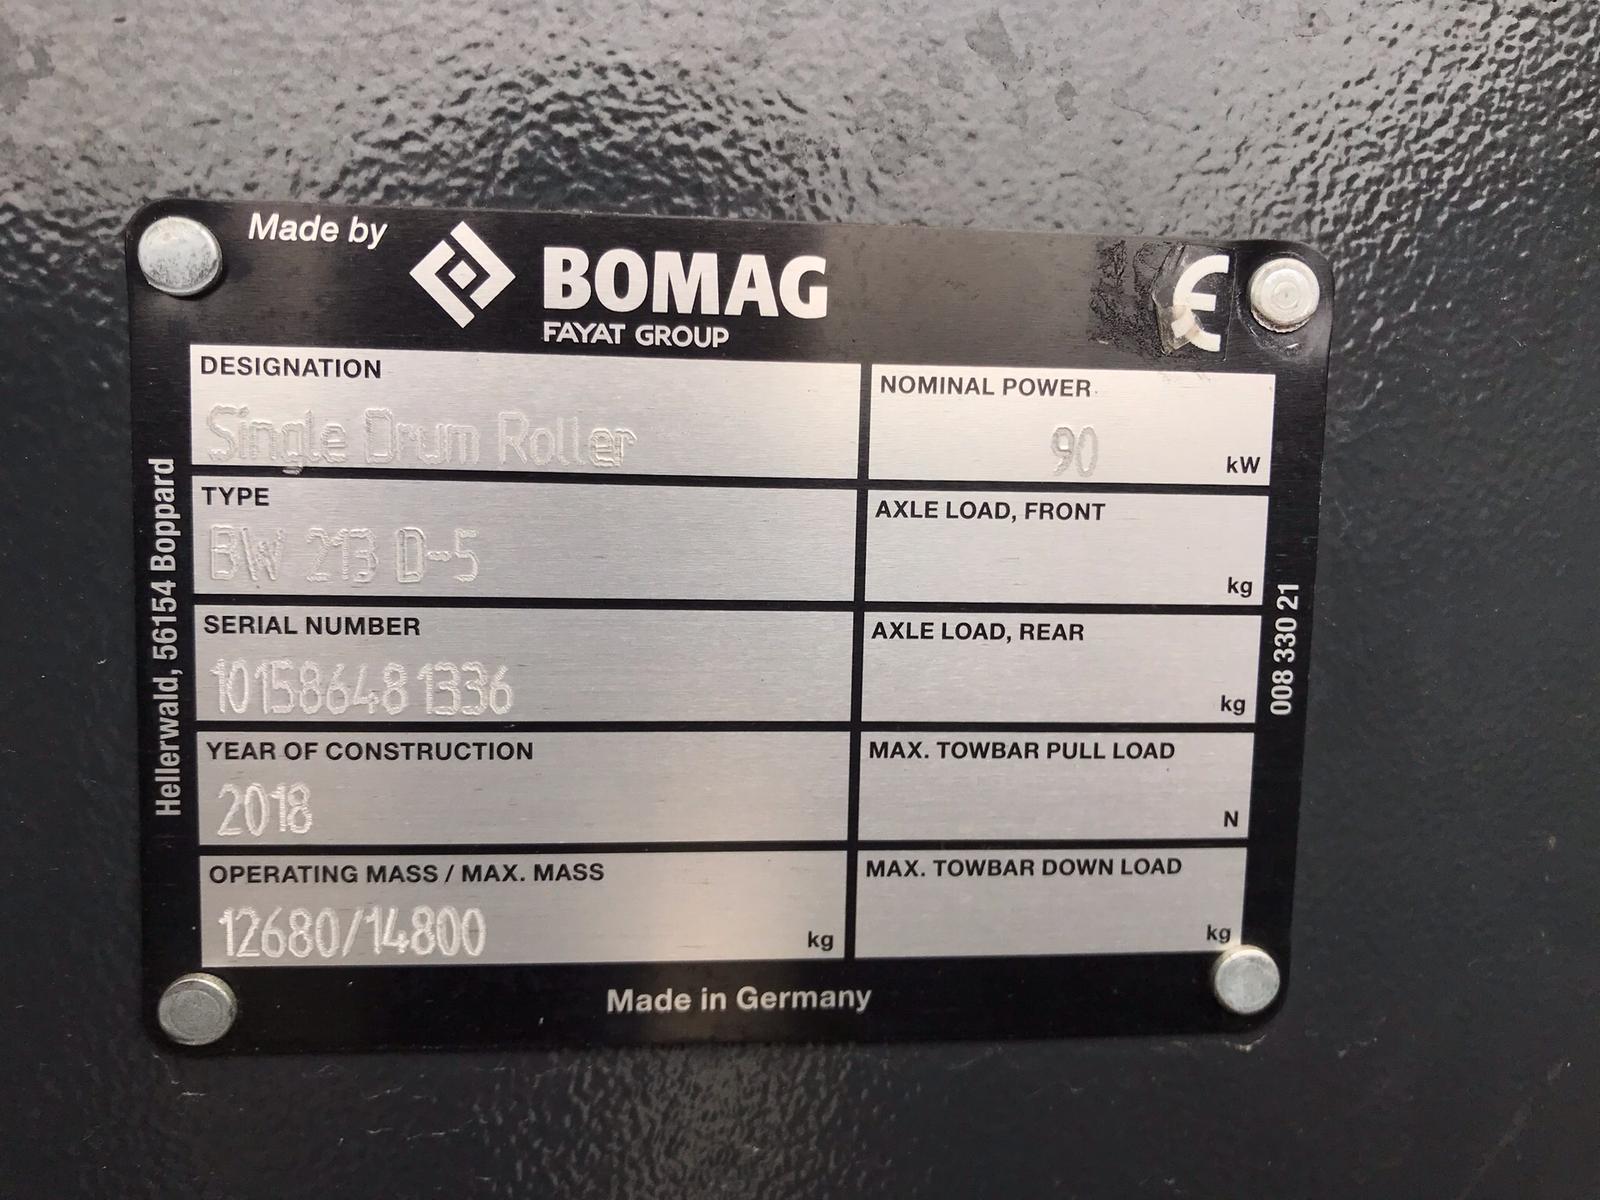 Made by
BOMAG
FAYAT GROUP
CE
DESIGNATION
Single Drum Roller
NOMINAL POWER
90 kW
TYPE
BW 213 D-5
AXLE LOAD, FRONT
kg
SERIAL NUMBER
101586481336
AXLE LOAD, REAR
kg
YEAR OF CONSTRUCTION
2018
MAX. TOWBAR PULL LOAD
N
OPERATING MASS / MAX. MASS
12680/14800 kg
MAX. TOWBAR DOWN LOAD
kg
Made in Germany
Hellerwald, 56154 Boppard
008 330 21